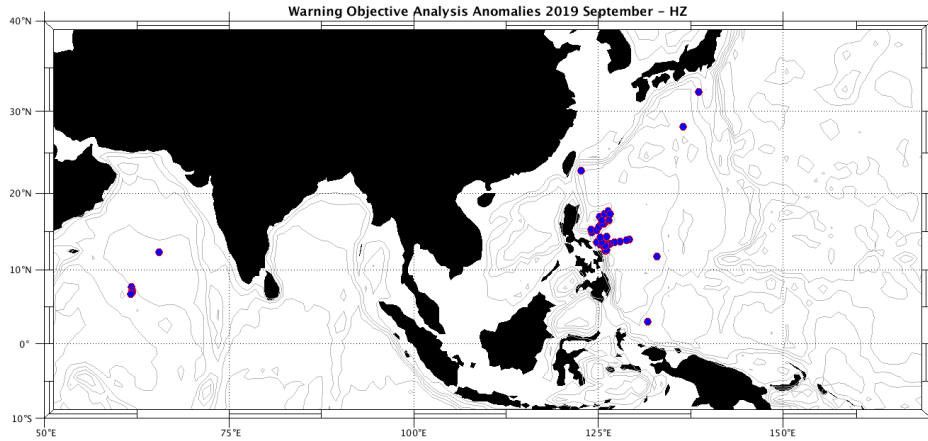 Warning Objective Analysis Anomalies 2019 September - HZ
40°N
30°N
20°N
10°N
0°
10°S
50°E 75°E 100°E 125°E 150°E